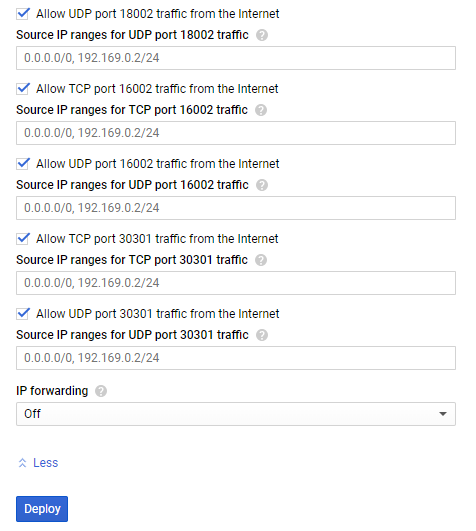 Allow UDP port 18002 traffic from the Internet
Source IP ranges for UDP port 18002 traffic ?
0.0.0.0/0, 192.169.0.2/24
Allow TCP port 16002 traffic from the Internet
Source IP ranges for TCP port 16002 traffic ?
0.0.0.0/0, 192.169.0.2/24
Allow UDP port 16002 traffic from the Internet
Source IP ranges for UDP port 16002 traffic ?
0.0.0.0/0, 192.169.0.2/24
Allow TCP port 30301 traffic from the Internet
Source IP ranges for TCP port 30301 traffic ?
0.0.0.0/0, 192.169.0.2/24
Allow UDP port 30301 traffic from the Internet
Source IP ranges for UDP port 30301 traffic ?
0.0.0.0/0, 192.169.0.2/24
IP forwarding ?
Off
Less
Deploy